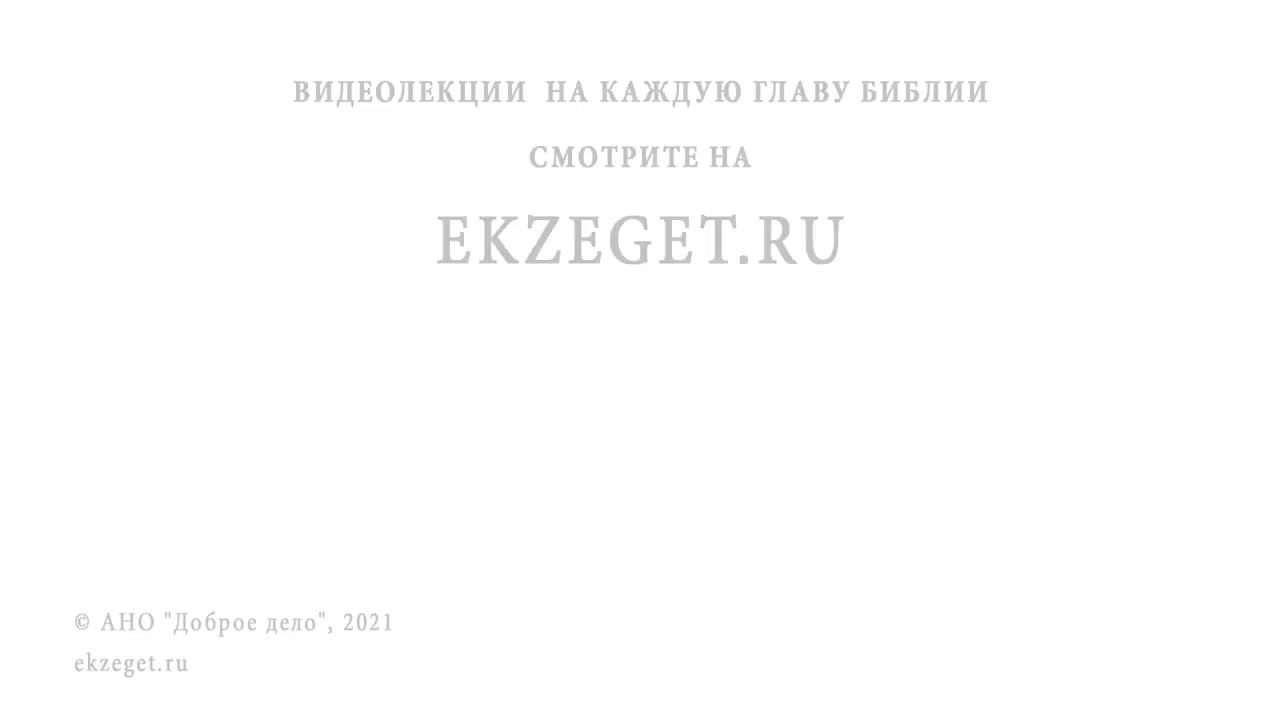 ВИДЕОЛЕКЦИИ НА КАЖДУЮ ГЛАВУ БИБЛИИ
СМОТРИТЕ НА
EKZEGET.RU
© АНО "Доброе дело", 2021
ekzeget.ru